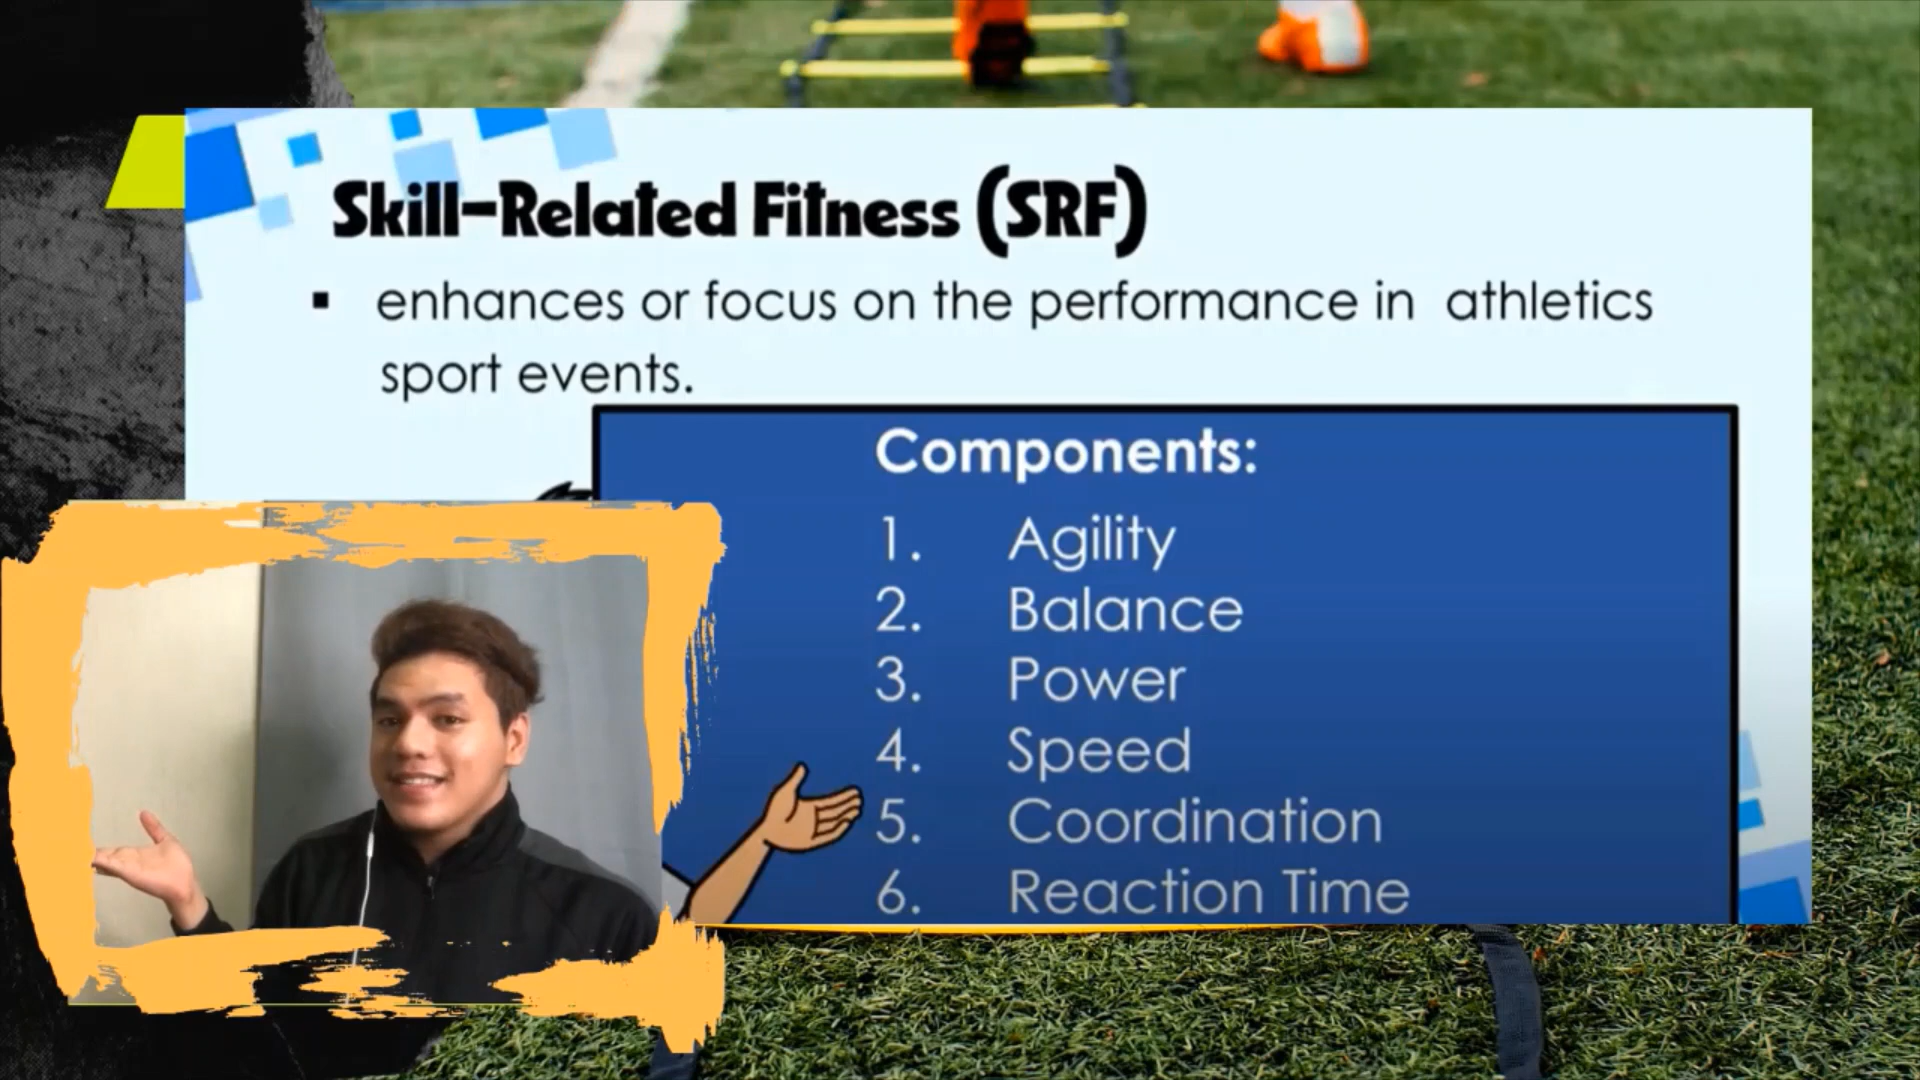 Skill-Related Fitness (SRF)
▪ enhances or focus on the performance in athletics
sport events.
Components:
1. Agility
2. Balance
3. Power
4. Speed
5. Coordination
6. Reaction Time